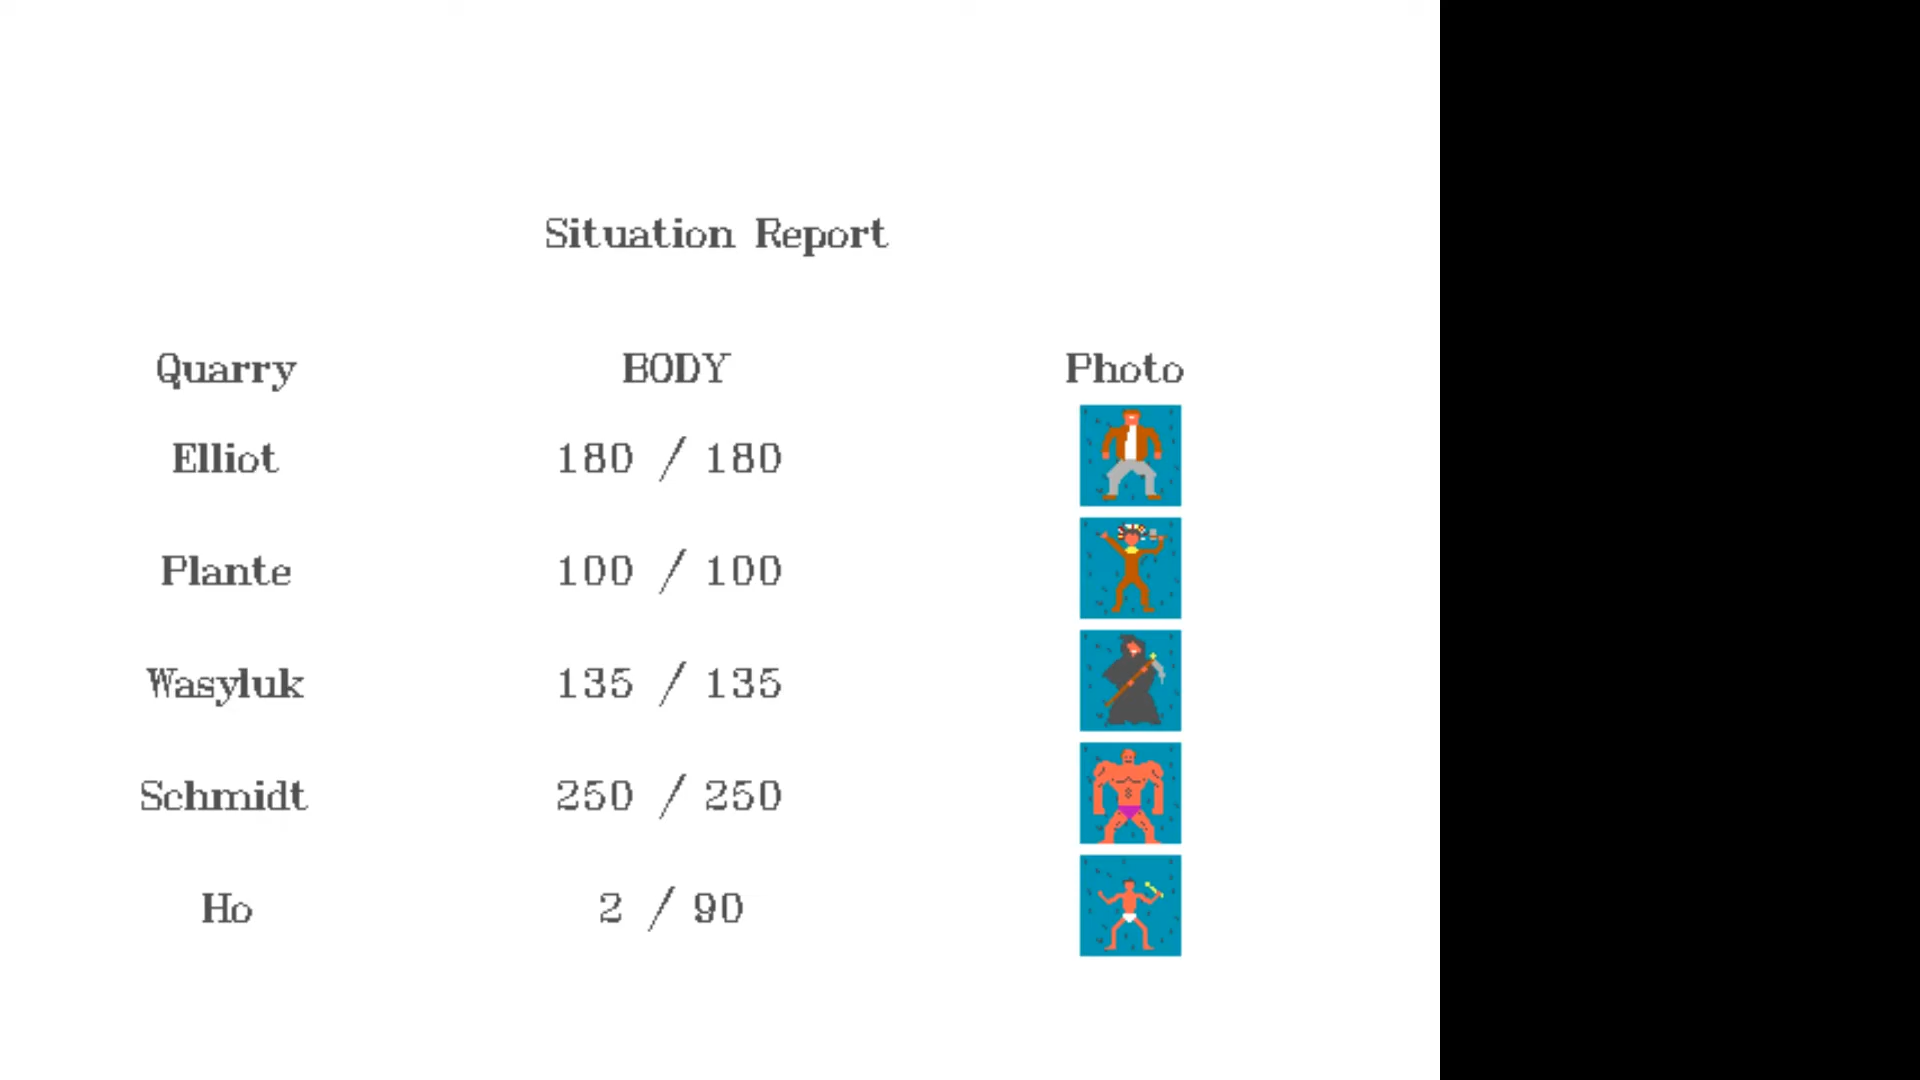 Situation Report
Quarry BODY Photo
Elliot 180 / 180
Plante 100 / 100
Wasyluk 135 / 135
Schmidt 250 / 250
Ho 2 / 90